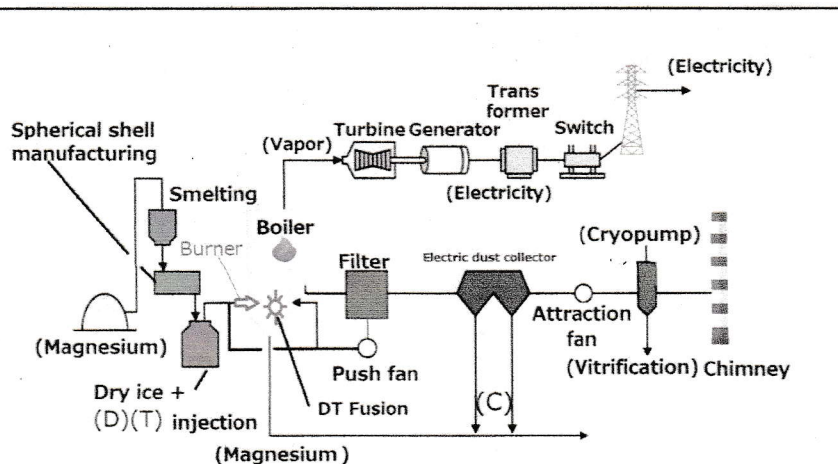 (Electricity)
Trans
former
Turbine Generator
Switch
(Vapor)
Spherical shell
manufacturing
Smelting
(Electricity)
Boiler
Burner
Filter
Electric dust collector
(Cryopump)
Attraction
fan
(Magnesium)
Push fan
(Vitrification) Chimney
Dry ice +
(D)(T) injection
DT Fusion
(C)
(Magnesium)